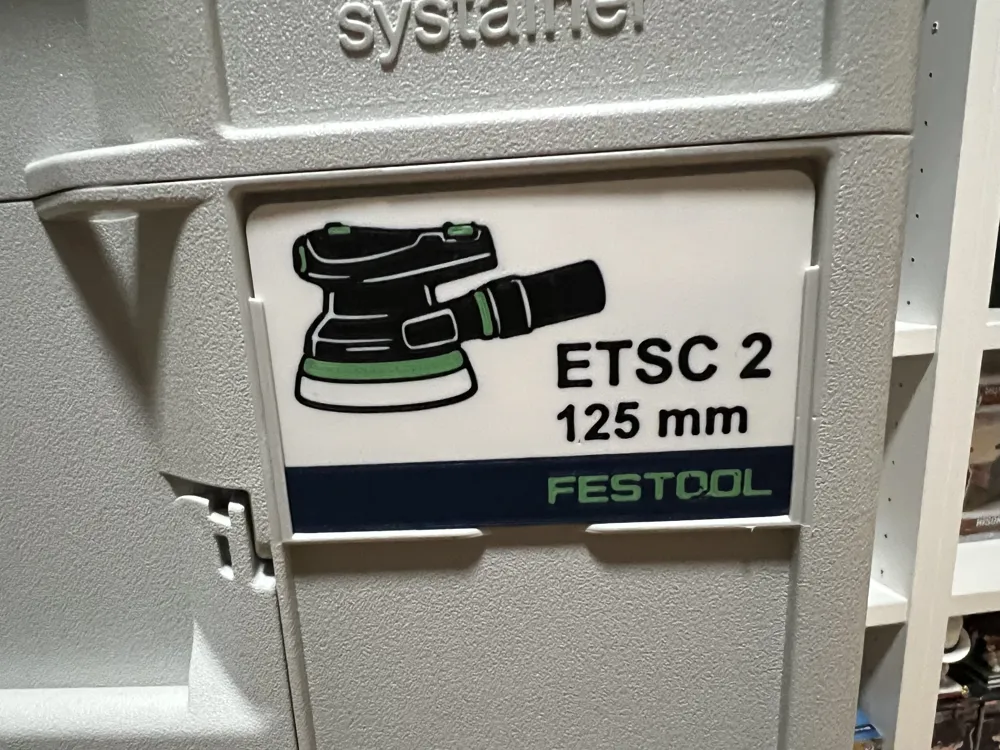 systainer
ETSC 2
125 mm
FESTOOL